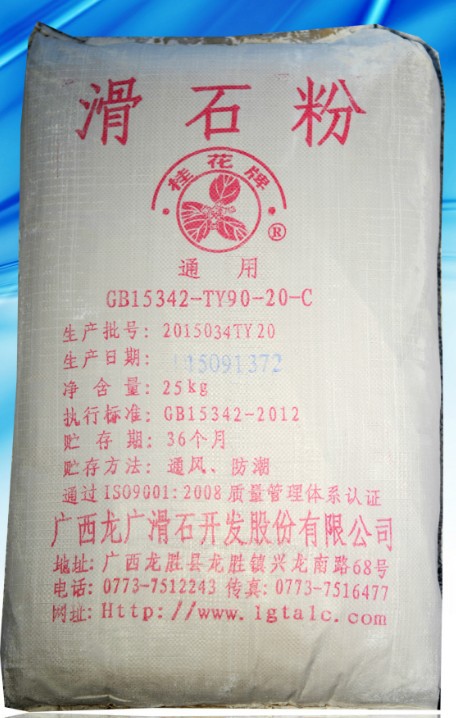 滑石粉
桂花牌
®
通用
GB15342-TY90-20-C
生产批号: 2015034TY20
生产日期: 15091372
净含量: 25kg
执行标准: GB15342-2012
贮存期: 36个月
贮存方法: 通风、防潮
通过ISO9001:2008质量管理体系认证
广西龙广滑石开发股份有限公司
地址: 广西龙胜县龙胜镇兴龙南路68号
电话: 0773-7512243 传真: 0773-7516477
网址: Http://www.lgtalc.com